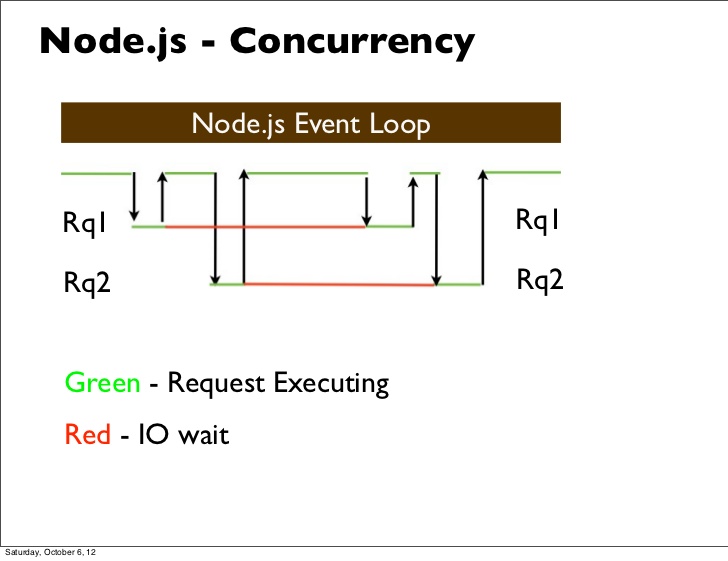 Node.js - Concurrency
Node.js Event Loop
Rq1
Rq1
Rq2
Rq2
Green - Request Executing
Red - IO wait
Saturday, October 6, 12